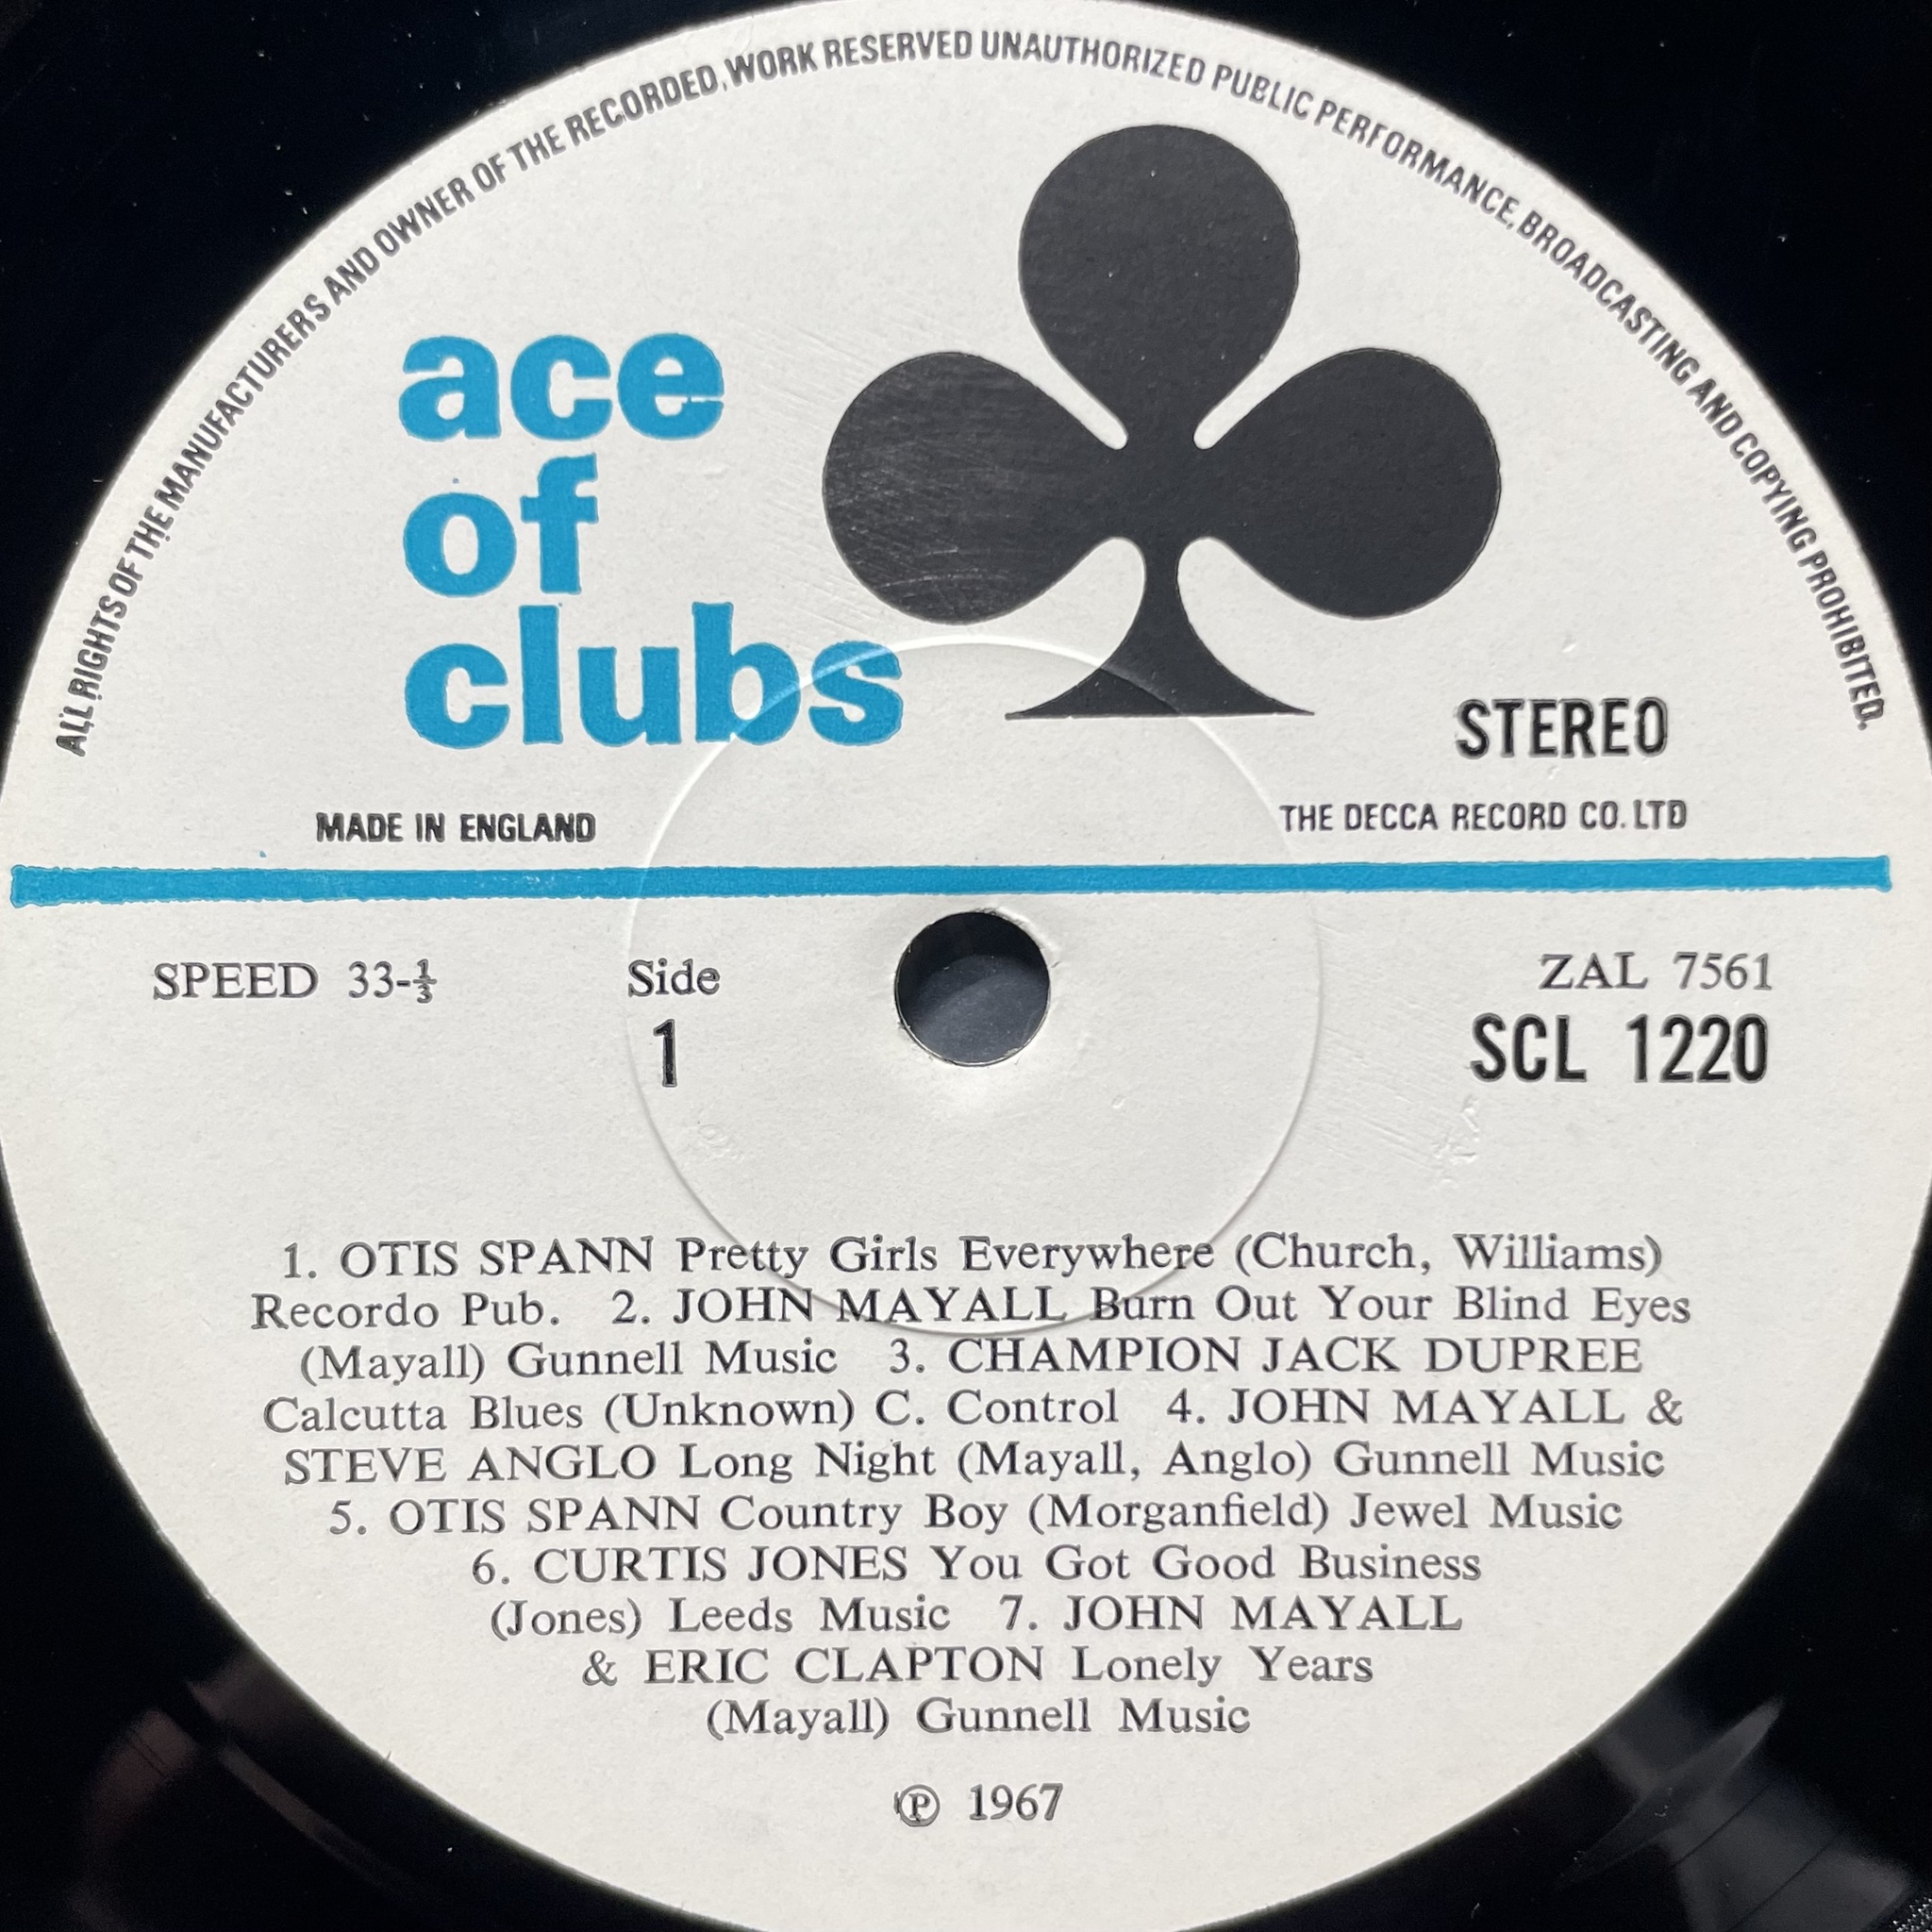 ALL RIGHTS OF THE MANUFACTURERS AND OWNER OF THE RECORDED, WORK RESERVED UNAUTHORIZED PUBLIC PERFORMANCE, BROADCASTING AND COPYING PROHIBITED.
ace
of
clubs
STEREO
MADE IN ENGLAND
THE DECCA RECORD CO. LTD
SPEED 33-⅓
Side
1
ZAL 7561
SCL 1220
1. OTIS SPANN Pretty Girls Everywhere (Church, Williams)
Recordo Pub. 2. JOHN MAYALL Burn Out Your Blind Eyes
(Mayall) Gunnell Music 3. CHAMPION JACK DUPREE
Calcutta Blues (Unknown) C. Control 4. JOHN MAYALL &
STEVE ANGLO Long Night (Mayall, Anglo) Gunnell Music
5. OTIS SPANN Country Boy (Morganfield) Jewel Music
6. CURTIS JONES You Got Good Business
(Jones) Leeds Music 7. JOHN MAYALL
& ERIC CLAPTON Lonely Years
(Mayall) Gunnell Music
℗ 1967